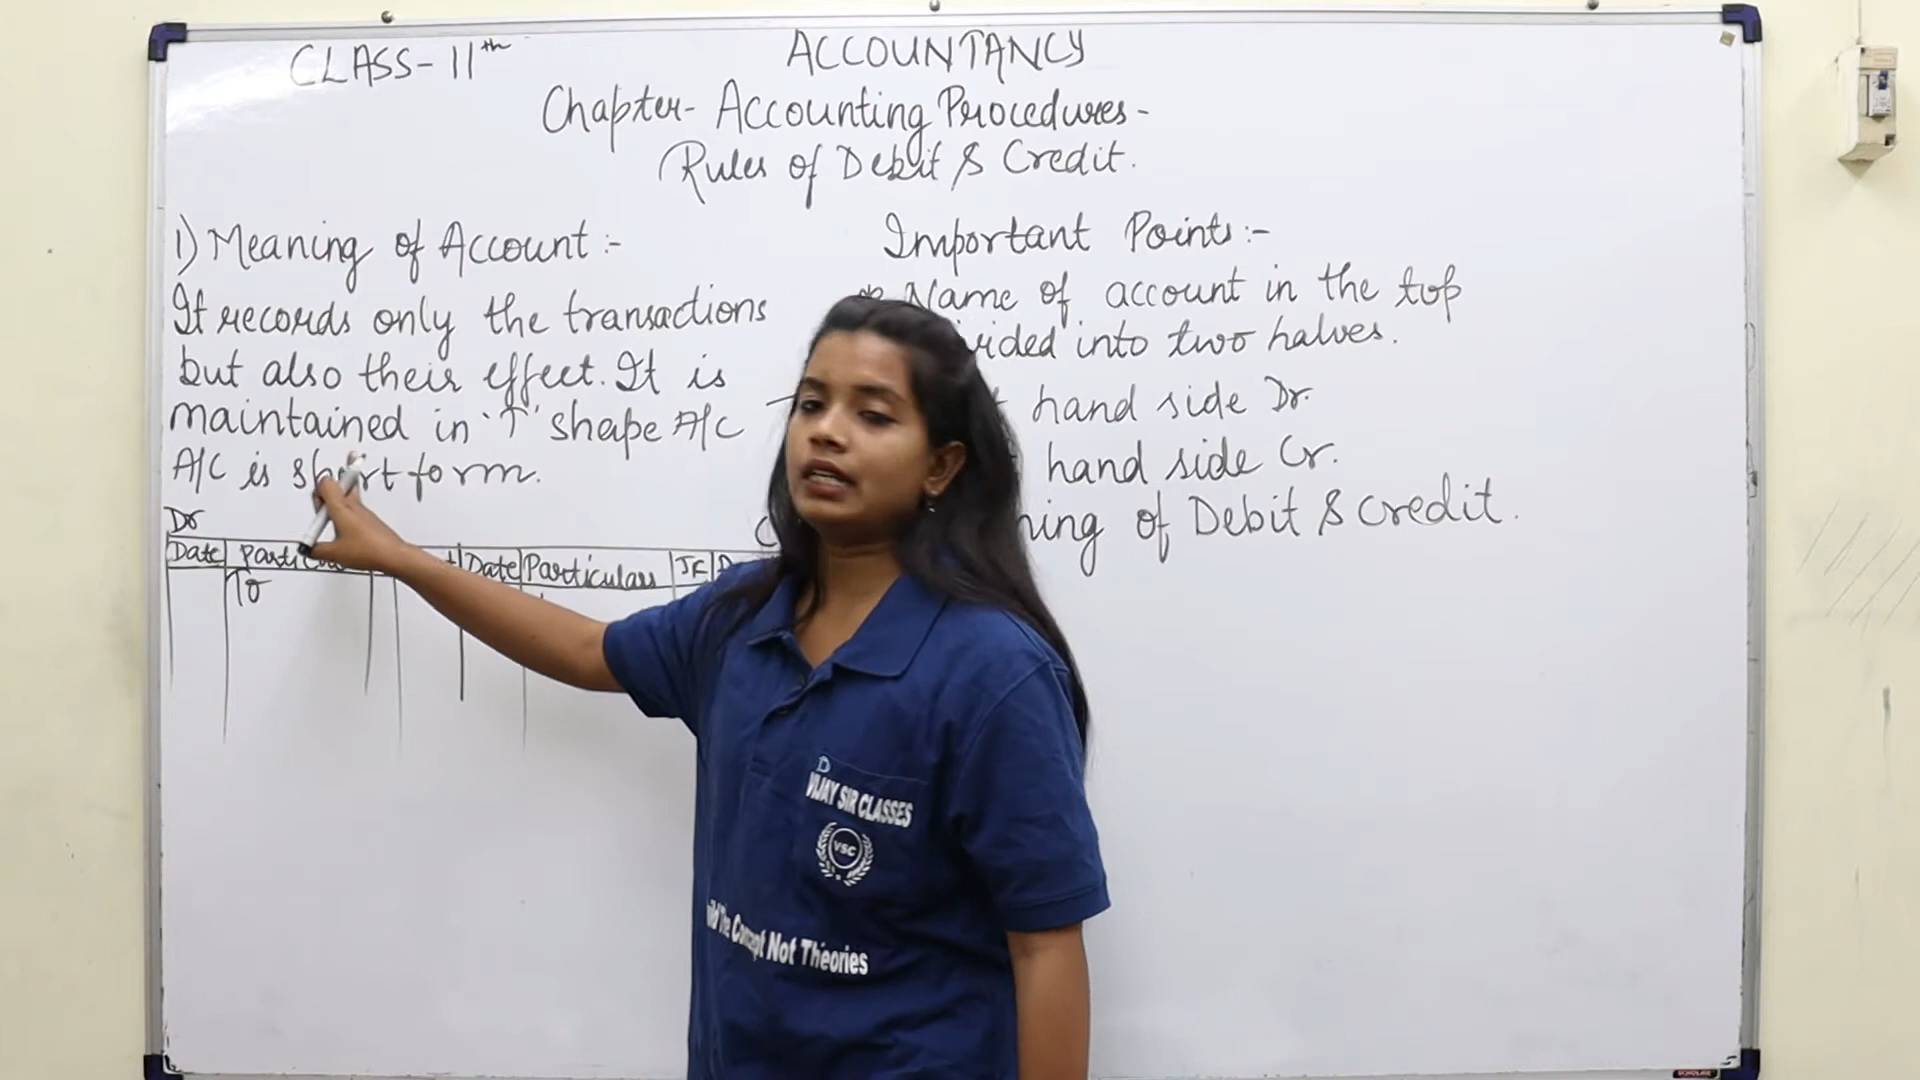 CLASS-11th
ACCOUNTANCY
Chapter- Accounting Procedures-
Rules of Debit & Credit.
1) Meaning of Account :-
It records only the transactions
but also their effect. It is
maintained in 'T' shape A/C
A/C is short form.
Dr
Date Date Particulars JF
To
Important Points:-
Name of account in the top
into two halves.
hand side Dr.
hand side Cr.
of Debit & Credit.
VIJAY SIR CLASSES
VSC
The Concept Not Theories